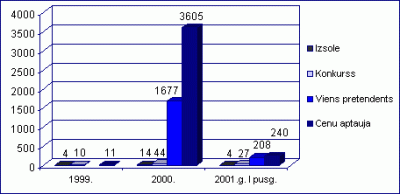 4000
3500
3000
2500
2000
1500
1000
500
0
4 10 11
14 44 1677 3605
4 27 208 240
1999. 2000. 2001.g. I pusg.
Izsole
Konkurss
Viens pretendents
Cenu aptauja